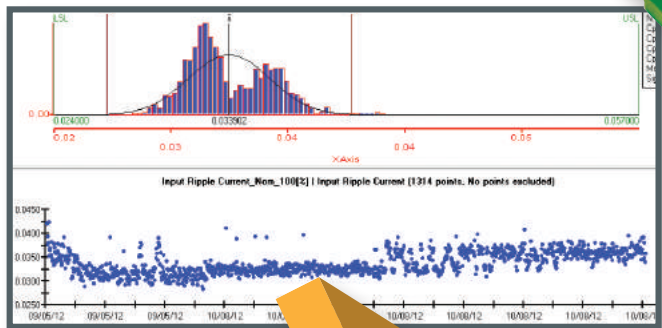 LSL
USL
0.00
0.024000
0.033902
0.057000
0.02
0.03
0.04
0.04
0.05
XAxis
Input Ripple Current_Nom_100[%] | Input Ripple Current (1314 points, No points excluded)
0.0450
0.0400
0.0350
0.0300
0.0250
09/05/12 09/05/12 09/05/12 10/08/12 10/08/12 10/08/12 10/08/12 10/08/12